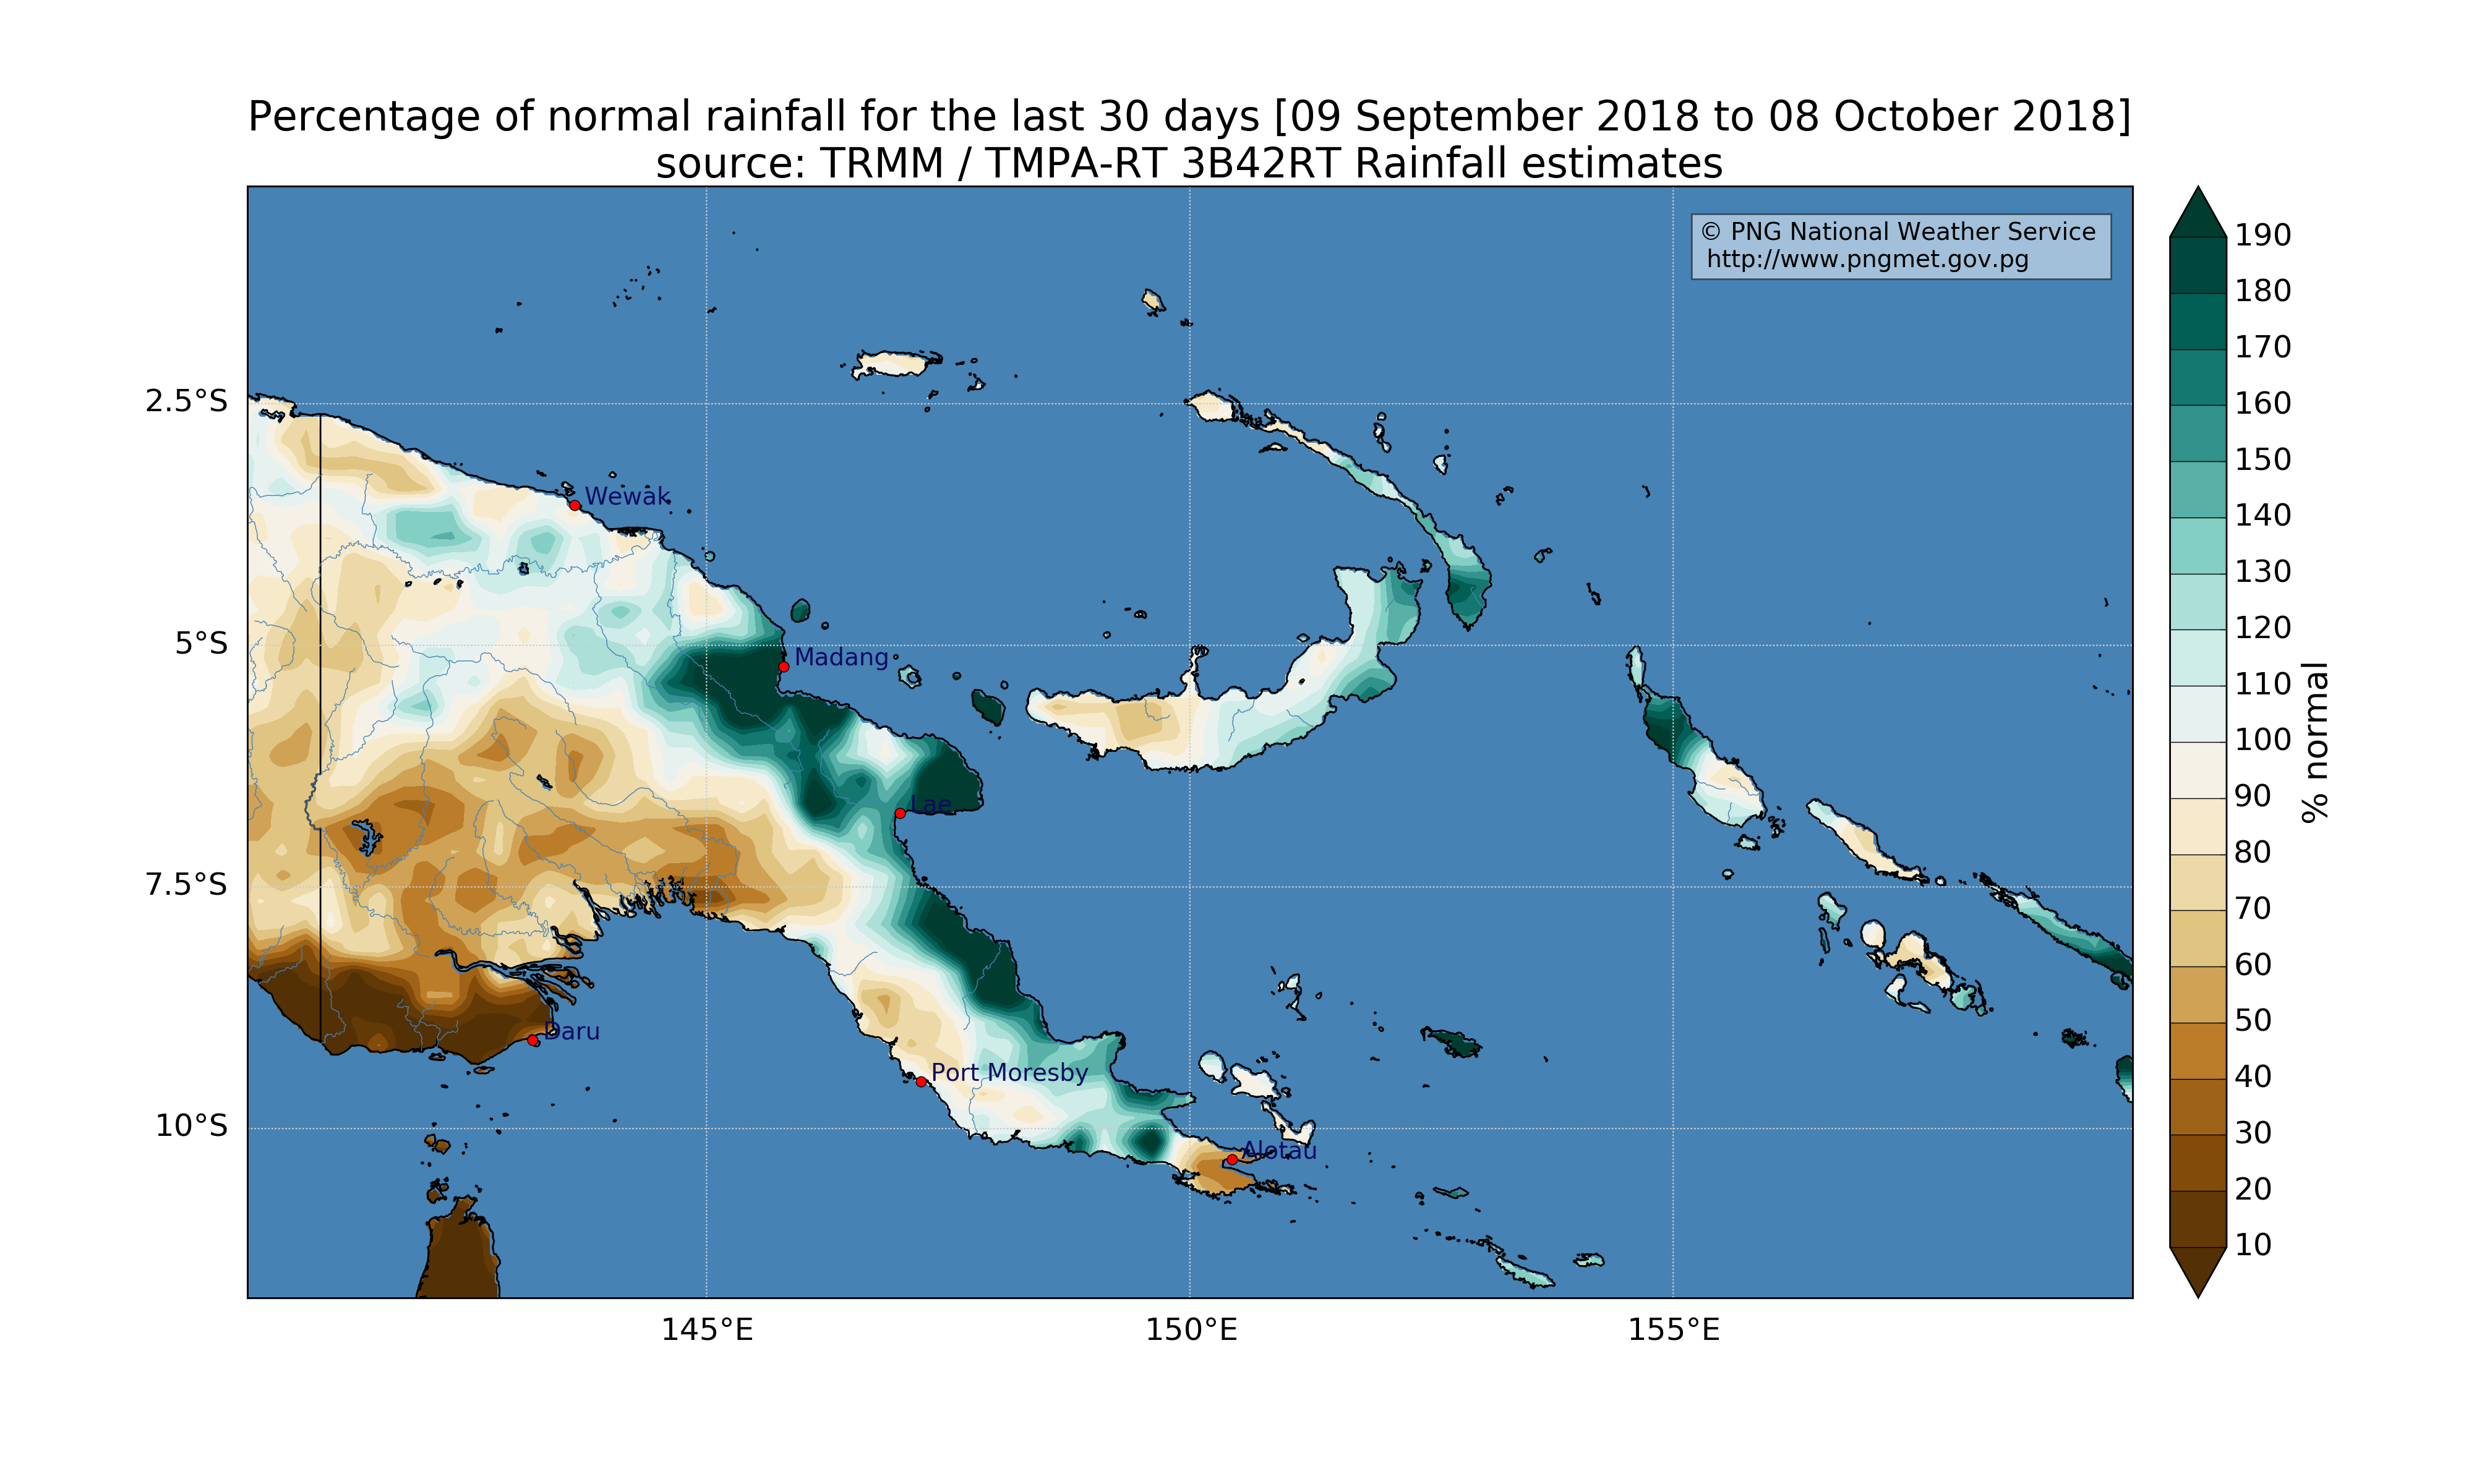 Percentage of normal rainfall for the last 30 days [09 September 2018 to 08 October 2018]
source: TRMM / TMPA-RT 3B42RT Rainfall estimates
© PNG National Weather Service
http://www.pngmet.gov.pg
190
180
170
160
150
140
130
120
110
100
90
80
70
60
50
40
30
20
10
% normal
2.5°S
5°S
7.5°S
10°S
Wewak
Madang
Lae
Daru
Port Moresby
Alotau
145°E
150°E
155°E